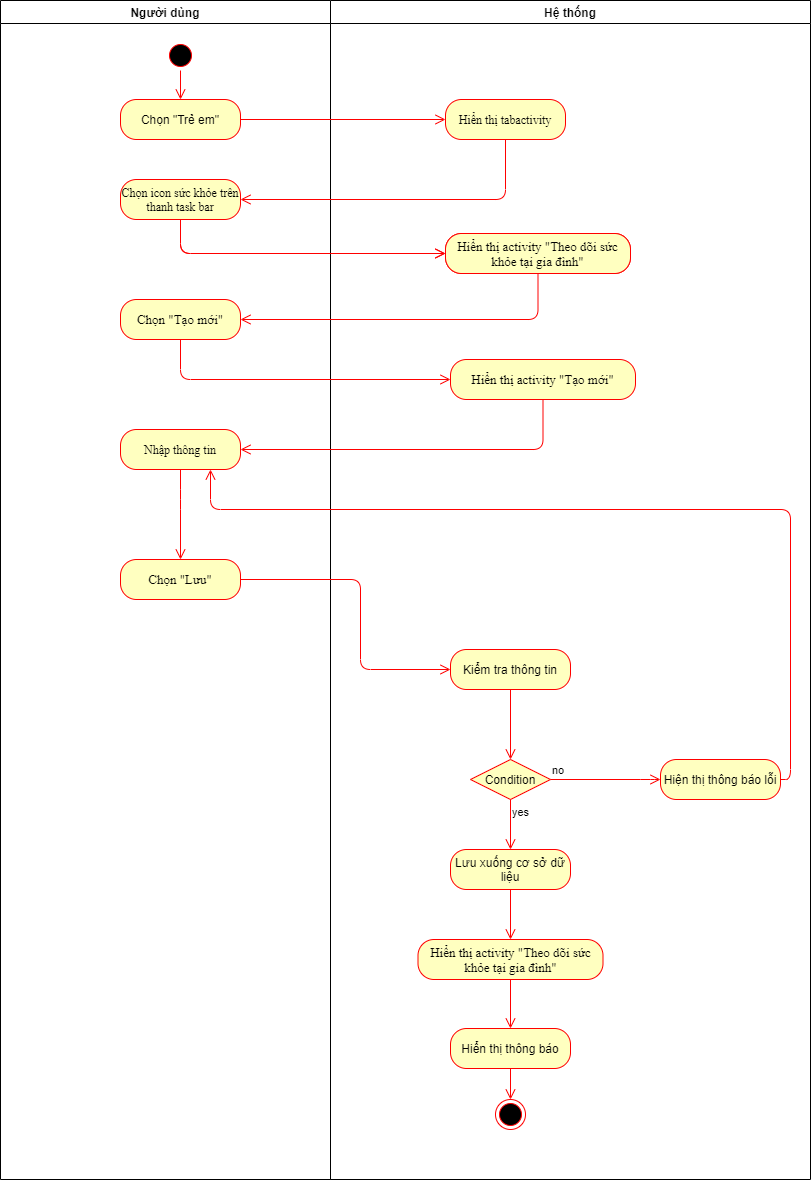 Người dùng
Hệ thống
Chọn "Trẻ em"
Hiển thị tabactivity
Chọn icon sức khỏe trên
thanh task bar
Hiển thị activity "Theo dõi sức
khỏe tại gia đình"
Chọn "Tạo mới"
Hiển thị activity "Tạo mới"
Nhập thông tin
Chọn "Lưu"
Kiểm tra thông tin
Condition
no
Hiện thị thông báo lỗi
yes
Lưu xuống cơ sở dữ
liệu
Hiển thị activity "Theo dõi sức
khỏe tại gia đình"
Hiển thị thông báo